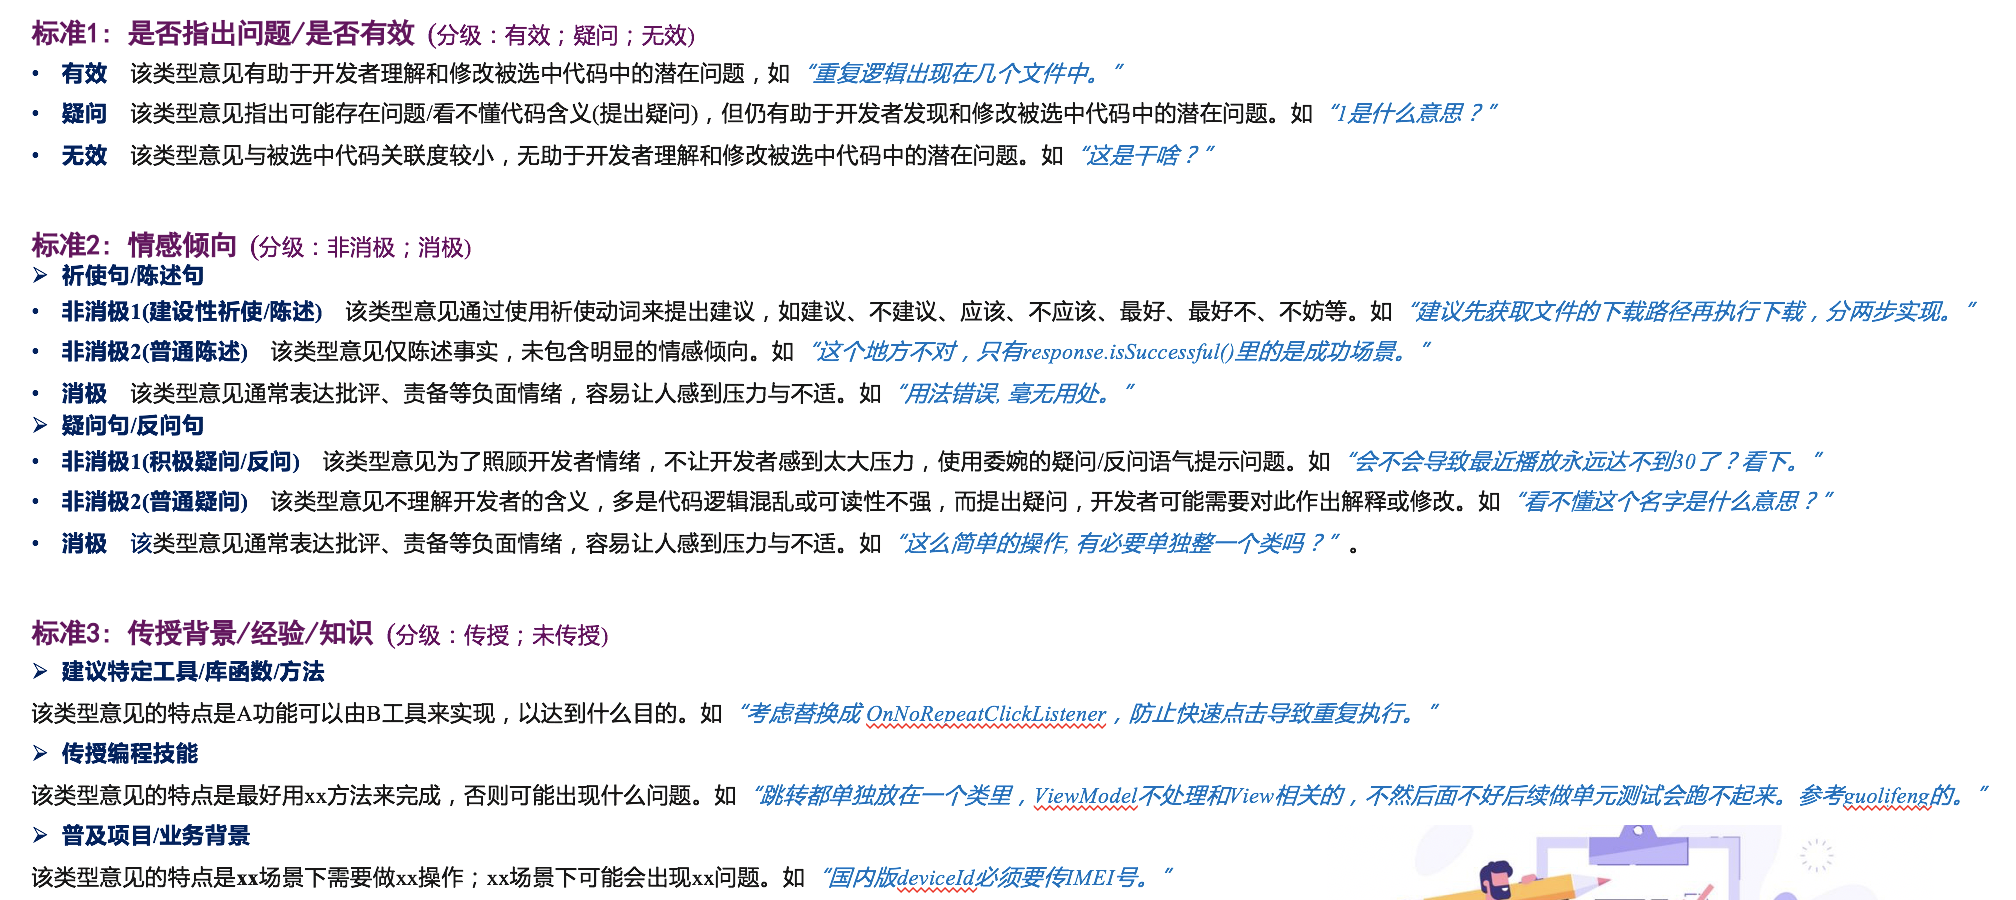 标准1：是否指出问题/是否有效 (分级：有效；疑问；无效)
• 有效 该类型意见有助于开发者理解和修改被选中代码中的潜在问题，如“重复逻辑出现在几个文件中。”
• 疑问 该类型意见指出可能存在问题/看不懂代码含义(提出疑问)，但仍有助于开发者发现和修改被选中代码中的潜在问题。如“1是什么意思？”
• 无效 该类型意见与被选中代码关联度较小，无助于开发者理解和修改被选中代码中的潜在问题。如“这是干啥？”
标准2：情感倾向 (分级：非消极；消极)
➢ 祈使句/陈述句
• 非消极1(建设性祈使/陈述) 该类型意见通过使用祈使动词来提出建议，如建议、不建议、应该、不应该、最好、最好不、不妨等。如“建议先获取文件的下载路径再执行下载，分两步实现。”
• 非消极2(普通陈述) 该类型意见仅陈述事实，未包含明显的情感倾向。如“这个地方不对，只有response.isSuccessful()里的是成功场景。”
• 消极 该类型意见通常表达批评、责备等负面情绪，容易让人感到压力与不适。如“用法错误, 毫无用处。”
➢ 疑问句/反问句
• 非消极1(积极疑问/反问) 该类型意见为了照顾开发者情绪，不让开发者感到太大压力，使用委婉的疑问/反问语气提示问题。如“会不会导致最近播放永远达不到30了？看下。”
• 非消极2(普通疑问) 该类型意见不理解开发者的含义，多是代码逻辑混乱或可读性不强，而提出疑问，开发者可能需要对此作出解释或修改。如“看不懂这个名字是什么意思？”
• 消极 该类型意见通常表达批评、责备等负面情绪，容易让人感到压力与不适。如“这么简单的操作, 有必要单独整一个类吗？”。
标准3：传授背景/经验/知识 (分级：传授；未传授)
➢ 建议特定工具/库函数/方法
该类型意见的特点是A功能可以由B工具来实现，以达到什么目的。如“考虑替换成 OnNoRepeatClickListener，防止快速点击导致重复执行。”
➢ 传授编程技能
该类型意见的特点是最好用xx方法来完成，否则可能出现什么问题。如“跳转都单独放在一个类里，ViewModel不处理和View相关的，不然后面不好后续做单元测试会跑不起来。参考guolifeng的。”
➢ 普及项目/业务背景
该类型意见的特点是xx场景下需要做xx操作；xx场景下可能会出现xx问题。如“国内版deviceId必须要传IMEI号。”